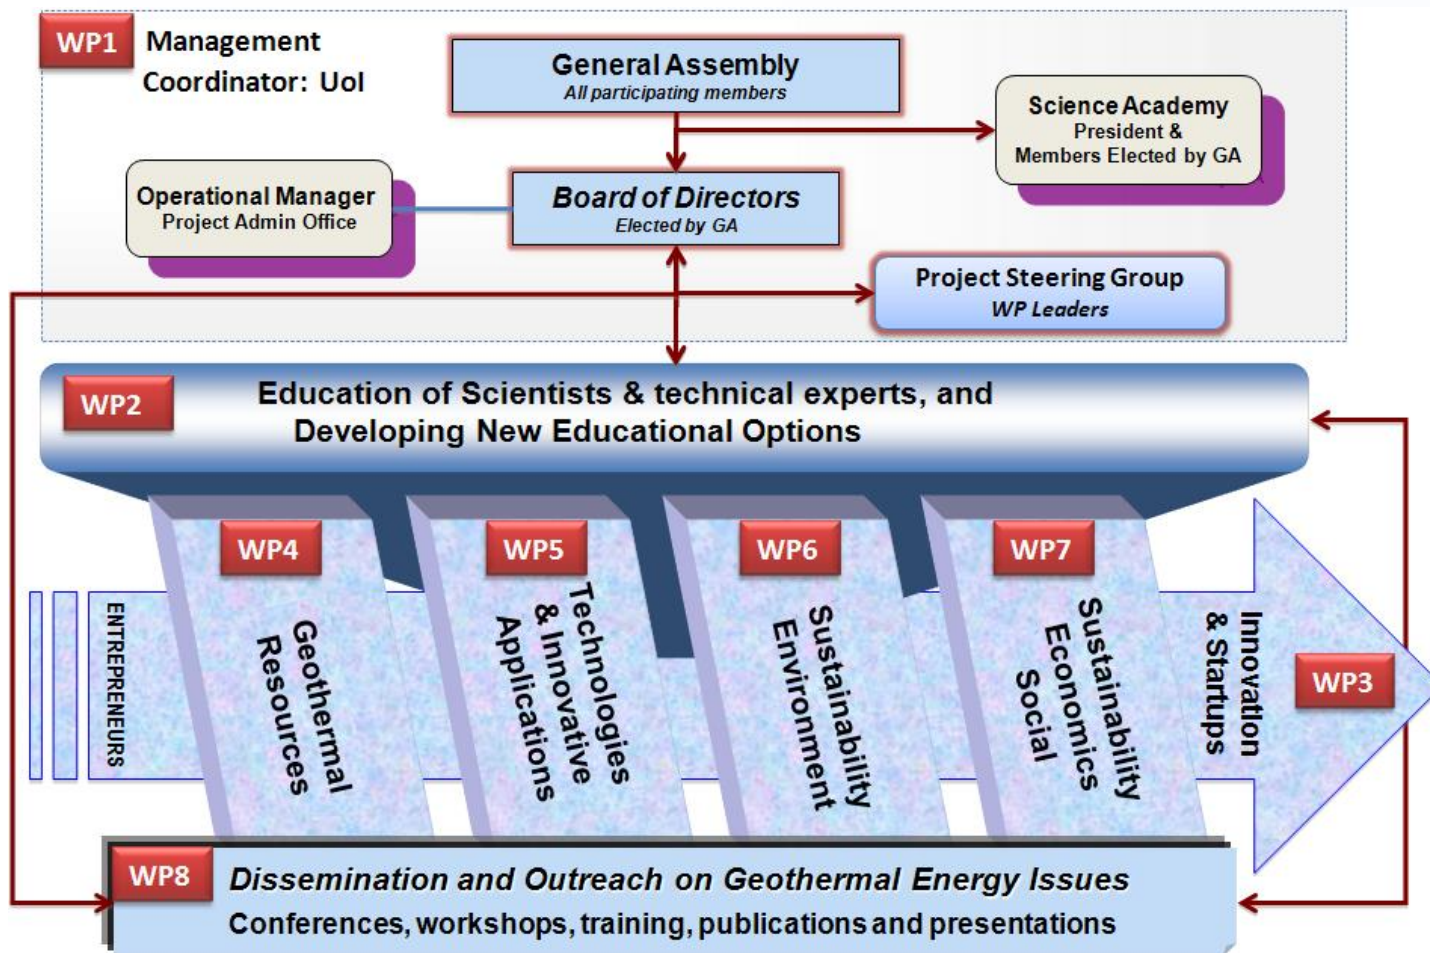 WP1
Management
Coordinator: UoI
General Assembly
All participating members
Science Academy
President &
Members Elected by GA
Operational Manager
Project Admin Office
Board of Directors
Elected by GA
Project Steering Group
WP Leaders
WP2
Education of Scientists & technical experts, and
Developing New Educational Options
WP4
Geothermal
Resources
WP5
Technologies
& Innovative
Applications
WP6
Sustainability
Environment
WP7
Sustainability
Economics
Social
ENTREPRENEURS
Innovation
& Startups
WP3
WP8
Dissemination and Outreach on Geothermal Energy Issues
Conferences, workshops, training, publications and presentations